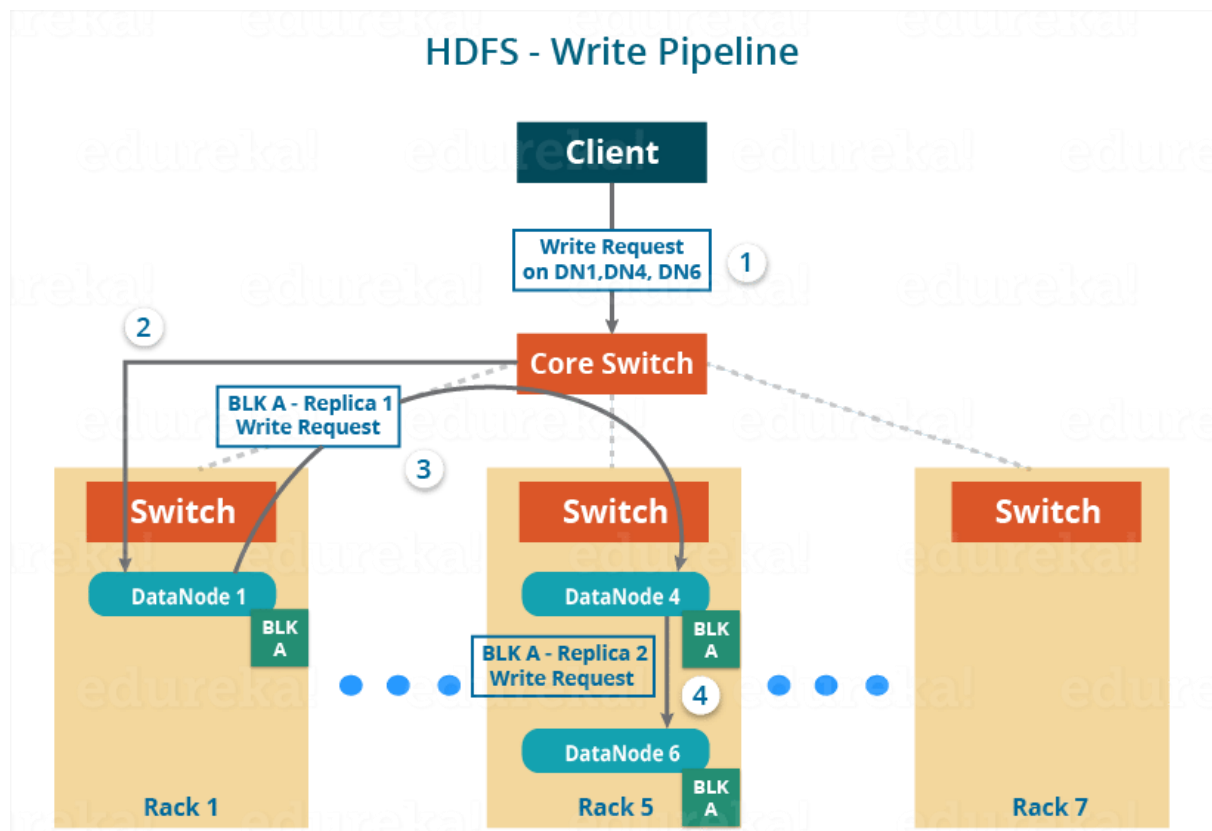 HDFS - Write Pipeline
Client
Write Request
on DN1,DN4, DN6
1
2
Core Switch
BLK A - Replica 1
Write Request
3
Switch
Switch
Switch
DataNode 1
BLK
A
DataNode 4
BLK
A
BLK A - Replica 2
Write Request
4
DataNode 6
BLK
A
Rack 1
Rack 5
Rack 7
edureka!